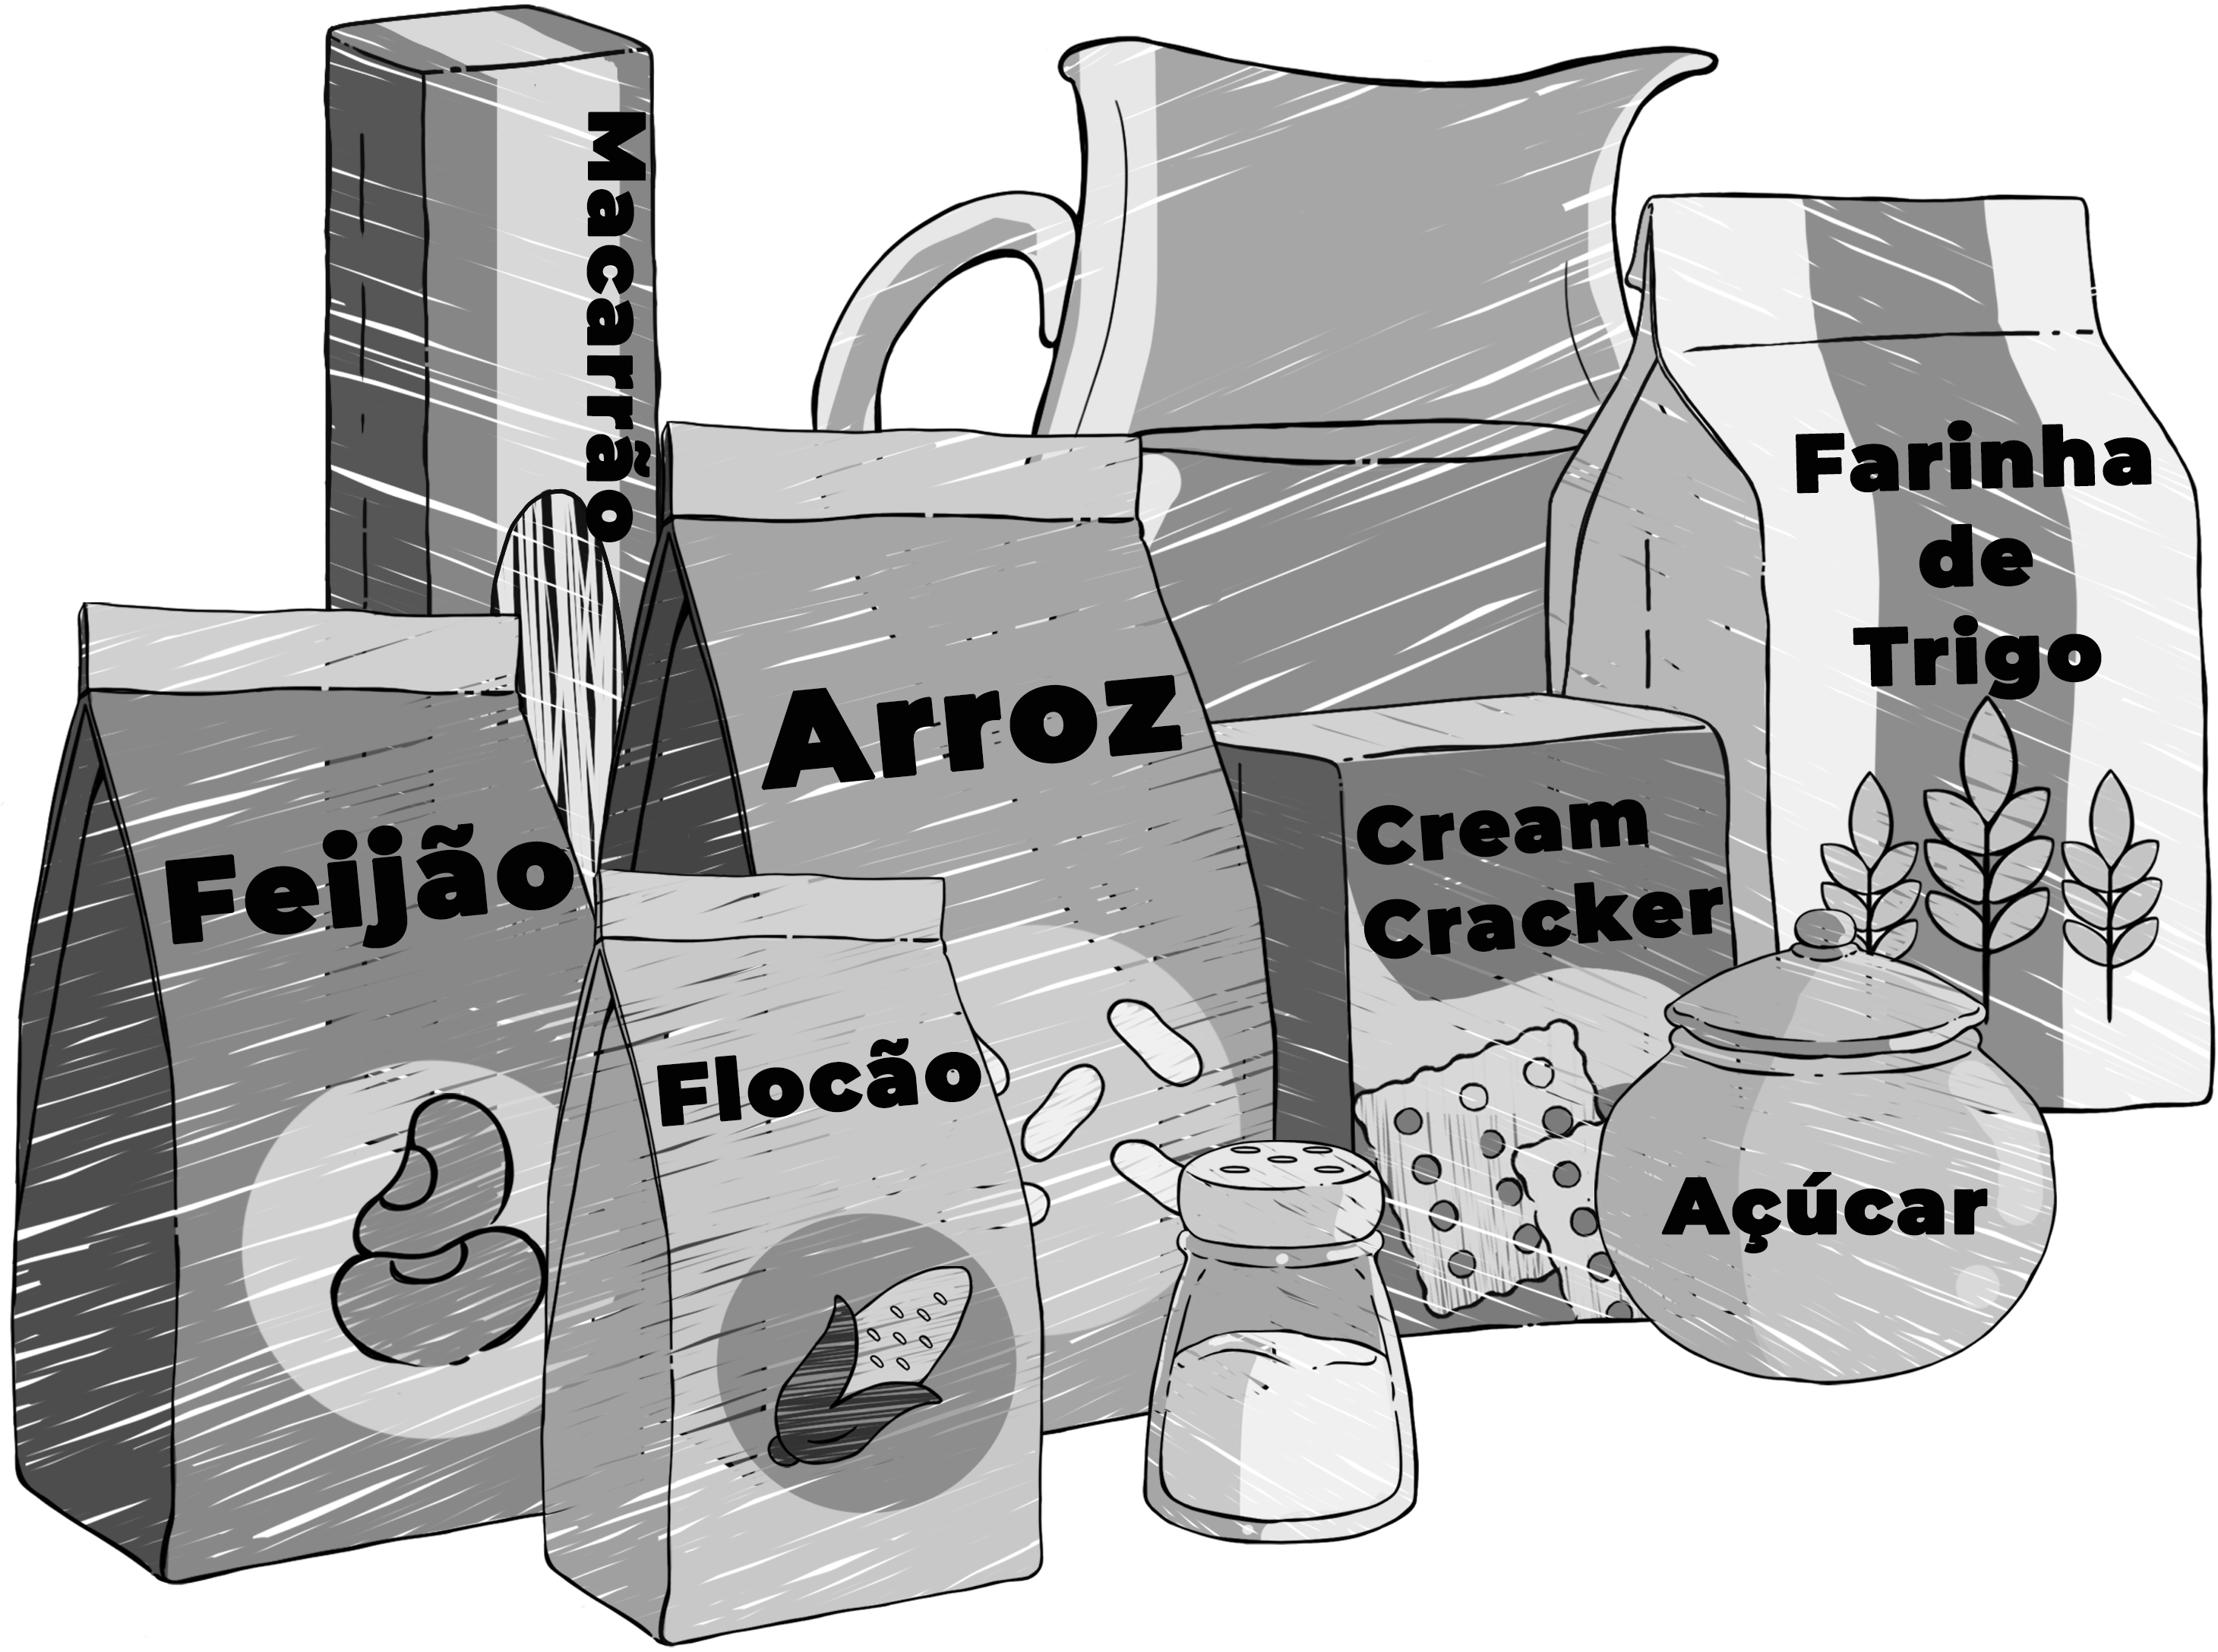 Macarrão
Farinha
de
Trigo
Arroz
Feijão
Cream
Cracker
Flocão
Açúcar